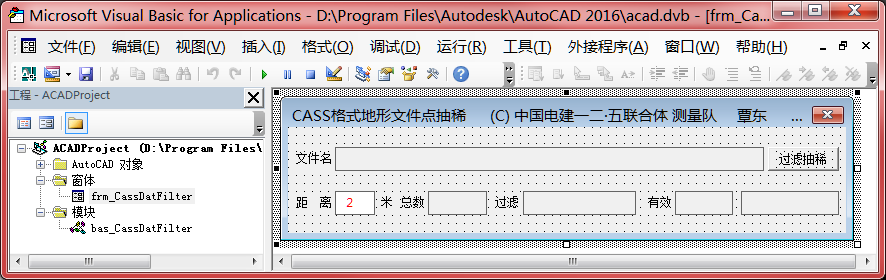 Microsoft Visual Basic for Applications - D:\Program Files\Autodesk\AutoCAD 2016\acad.dvb - [frm_Ca...
文件(F) 编辑(E) 视图(V) 插入(I) 格式(O) 调试(D) 运行(R) 工具(T) 外接程序(A) 窗口(W) 帮助(H)
工程 - ACADProject
ACADProject (D:\Program Files\
AutoCAD 对象
窗体
frm_CassDatFilter
模块
bas_CassDatFilter
CASS格式地形文件点抽稀 (C) 中国电建一二·五联合体 测量队 覃东 ...
文件名 过滤抽稀
距 离 2 米 总数 过滤 有效